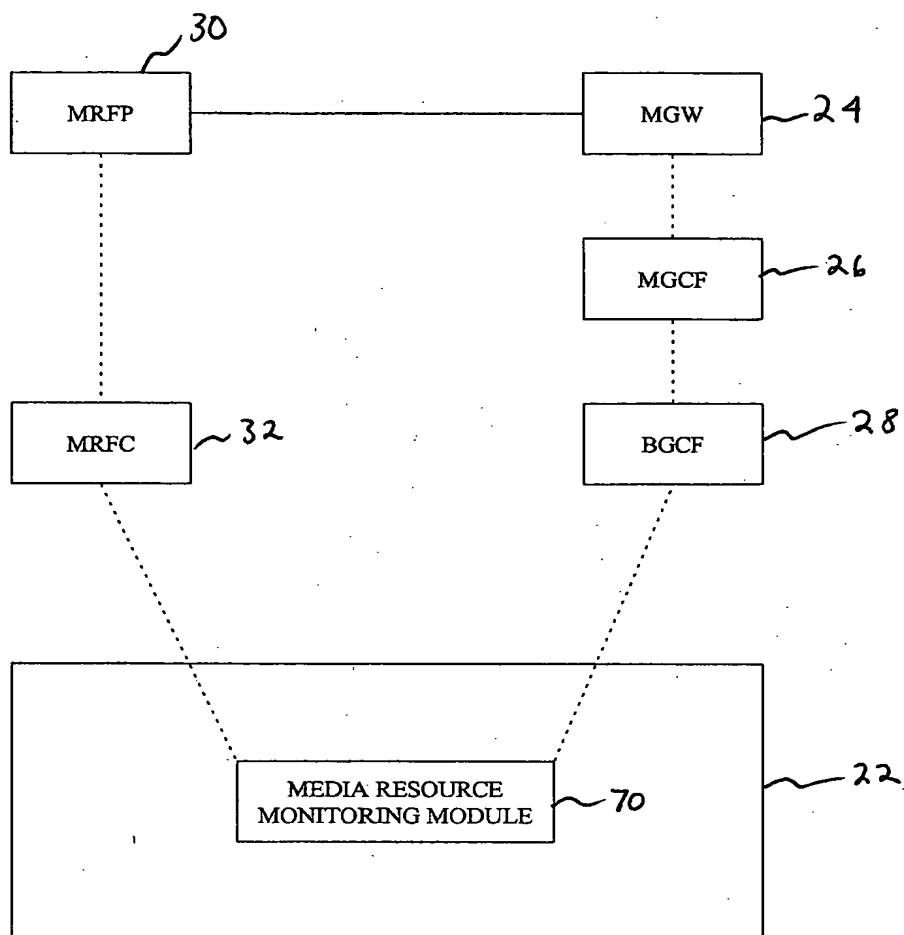 30
MRFP
MGW
24
MGCF
26
MRFC
32
BGCF
28
MEDIA RESOURCE
MONITORING MODULE
70
22